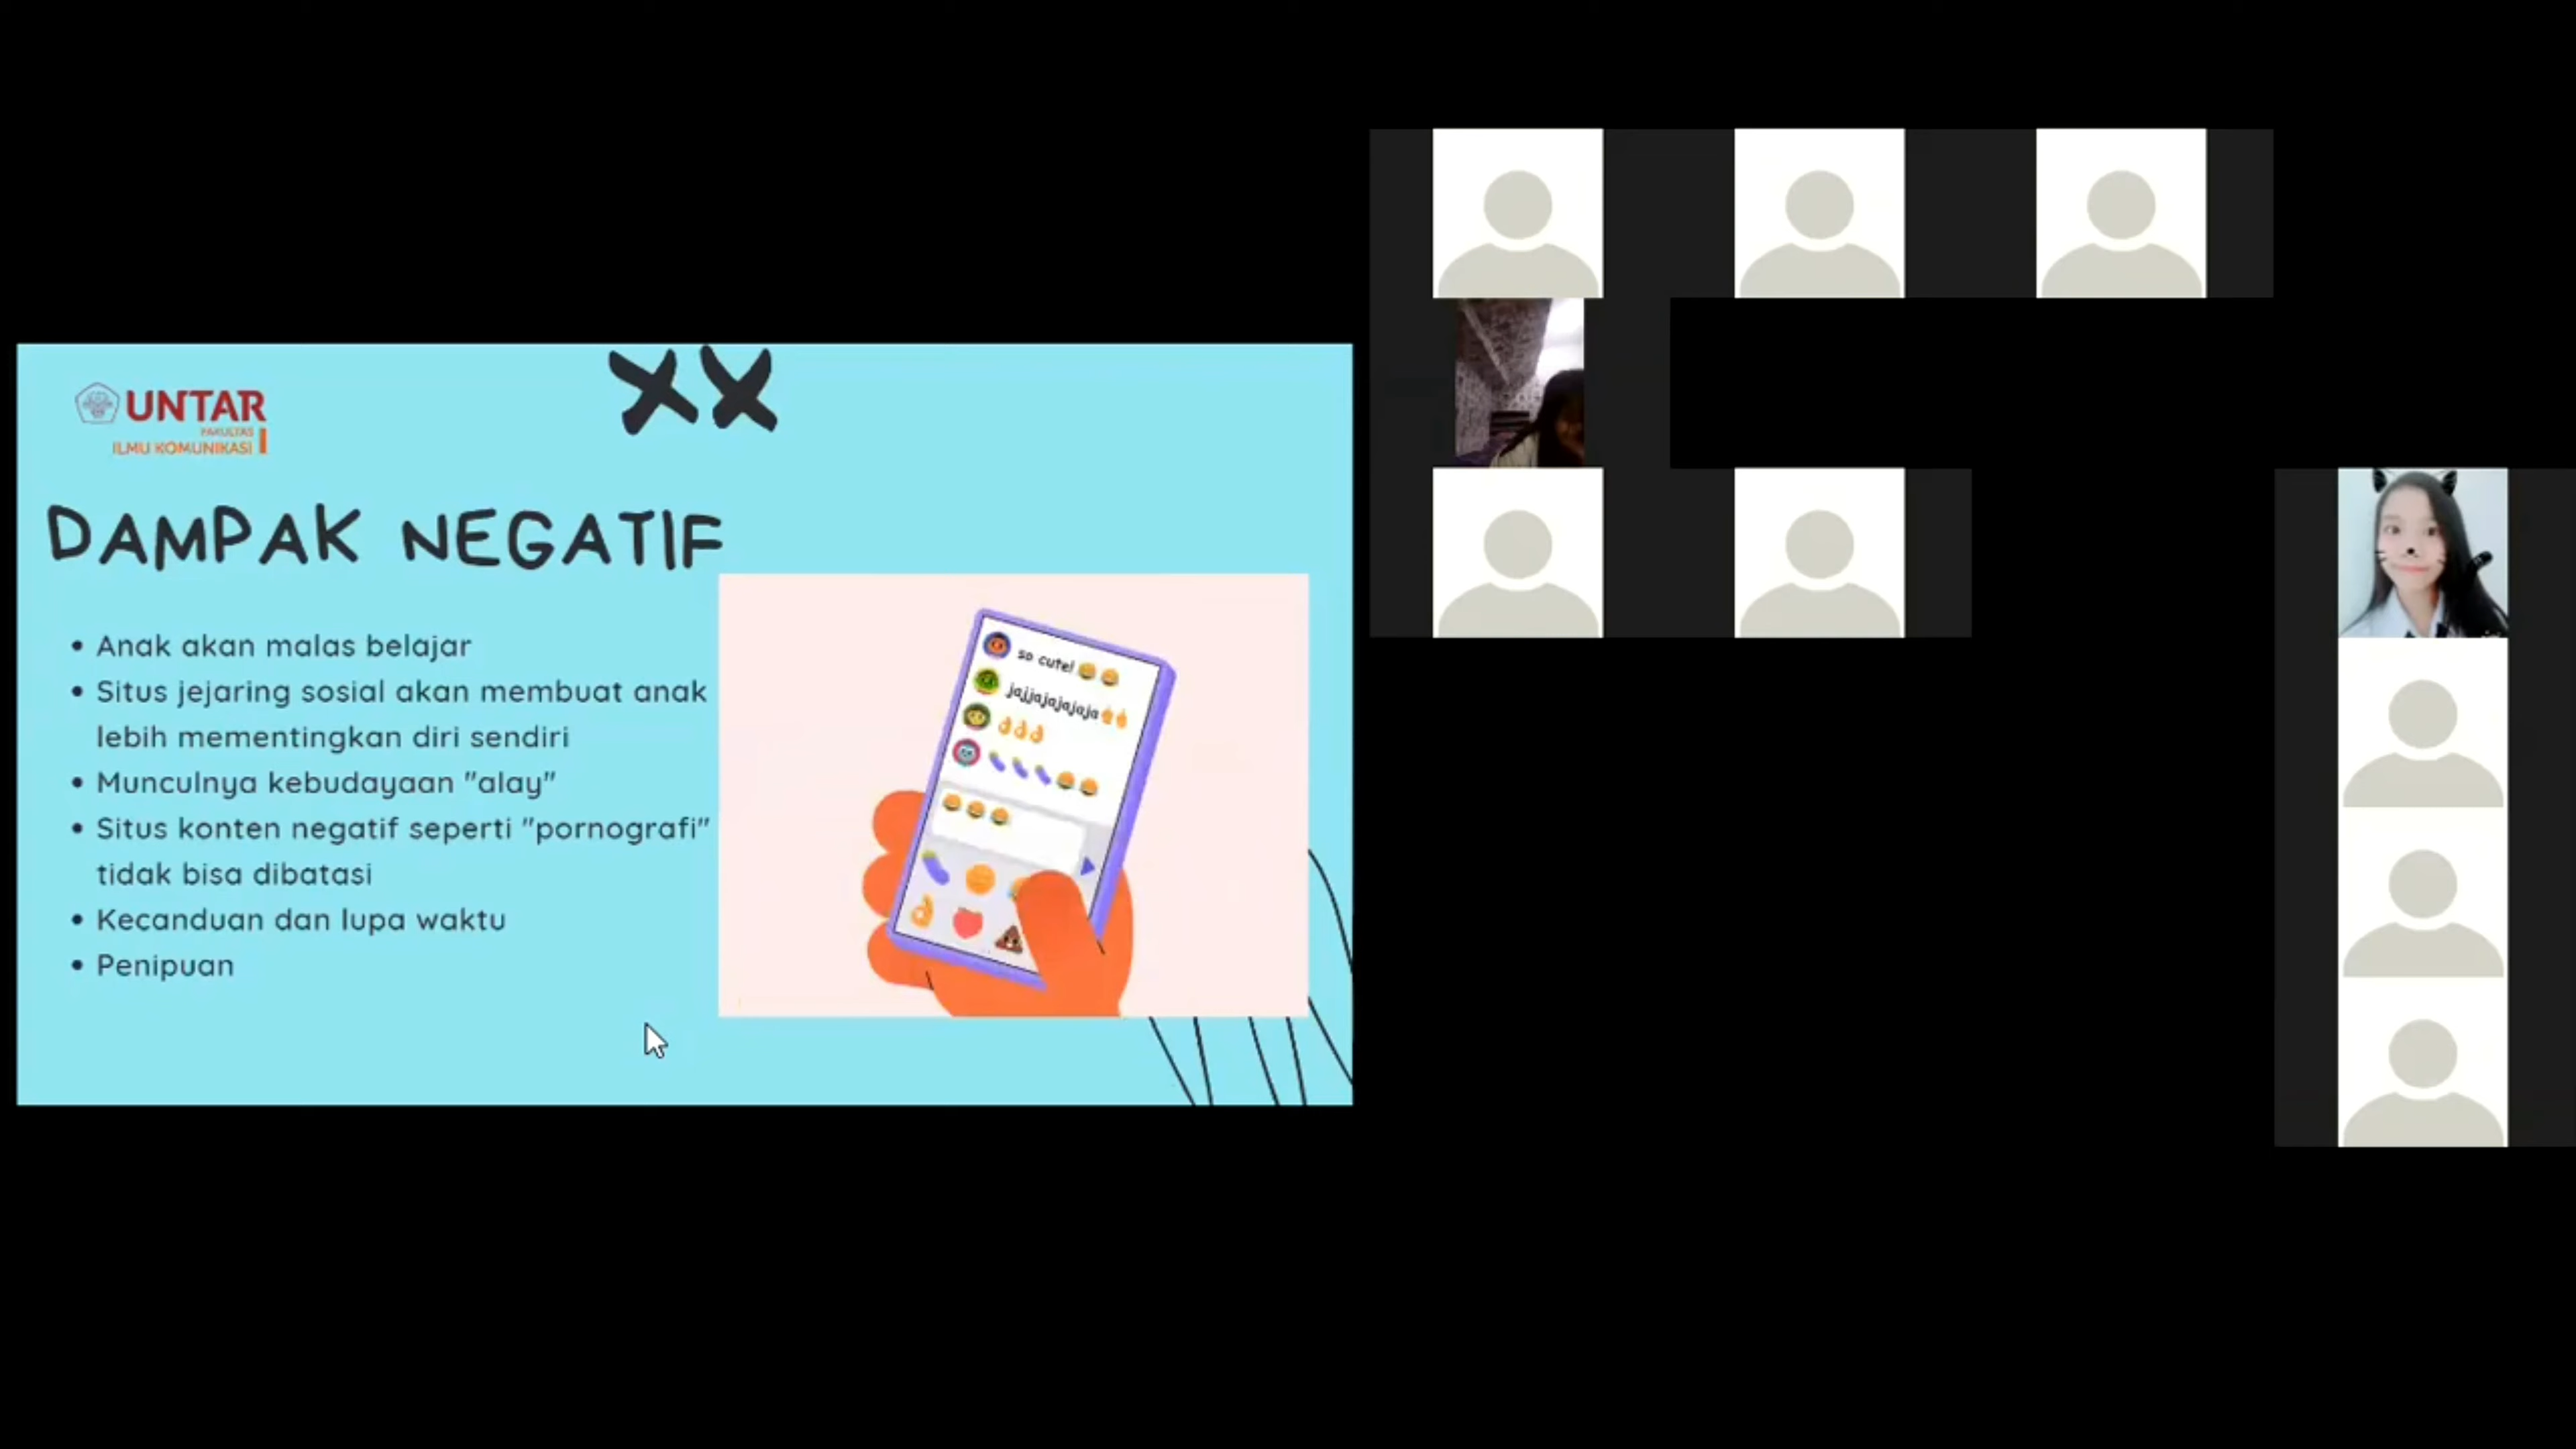 UNTAR
FAKULTAS
ILMU KOMUNIKASI
DAMPAK NEGATIF
• Anak akan malas belajar
• Situs jejaring sosial akan membuat anak
lebih mementingkan diri sendiri
• Munculnya kebudayaan "alay"
• Situs konten negatif seperti "pornografi"
tidak bisa dibatasi
• Kecanduan dan lupa waktu
• Penipuan
so cute!
jajjajajajaja